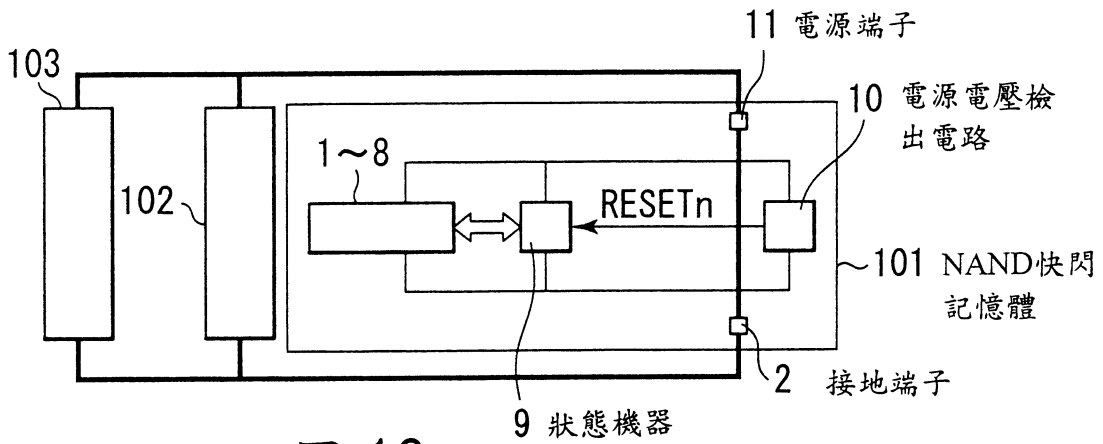 11 電源端子
103
10 電源電壓檢
出電路
1～8
102
RESETn
101 NAND快閃
記憶體
2 接地端子
9 狀態機器